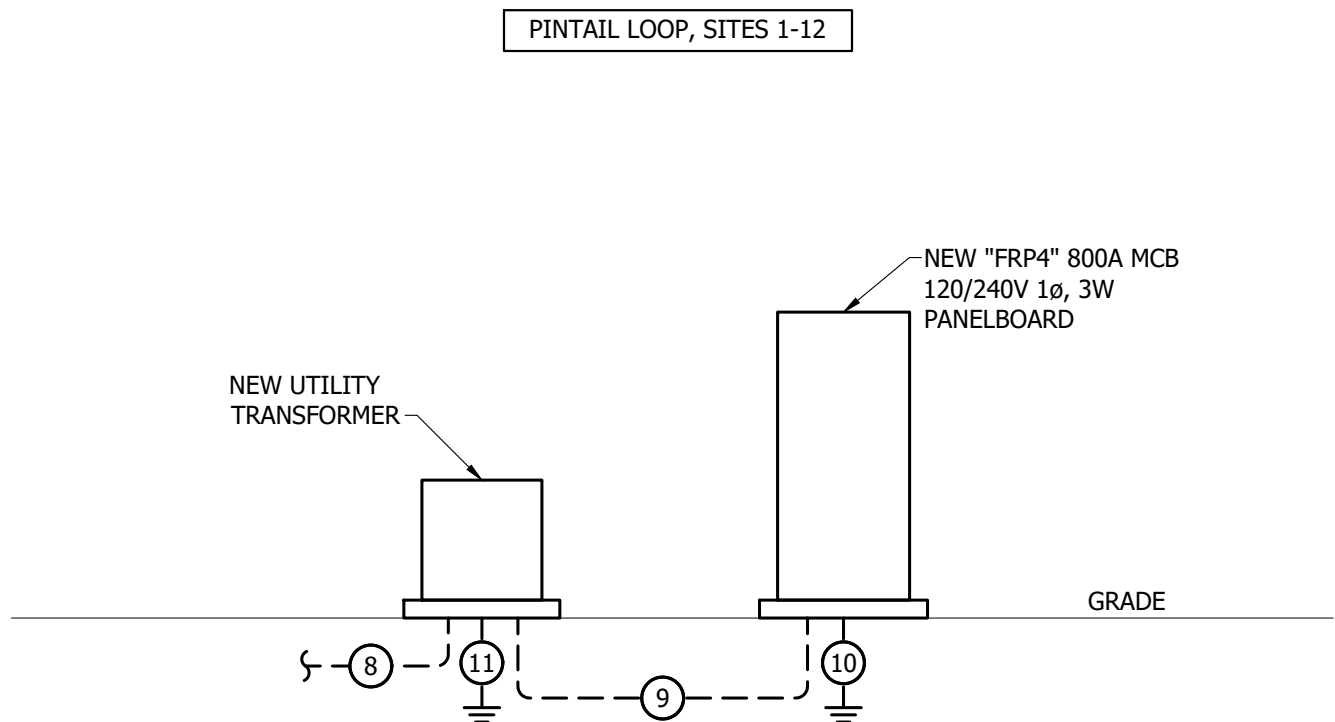 PINTAIL LOOP, SITES 1-12
NEW "FRP4" 800A MCB
120/240V 1ø, 3W
PANELBOARD
NEW UTILITY
TRANSFORMER
GRADE
8
11
9
10